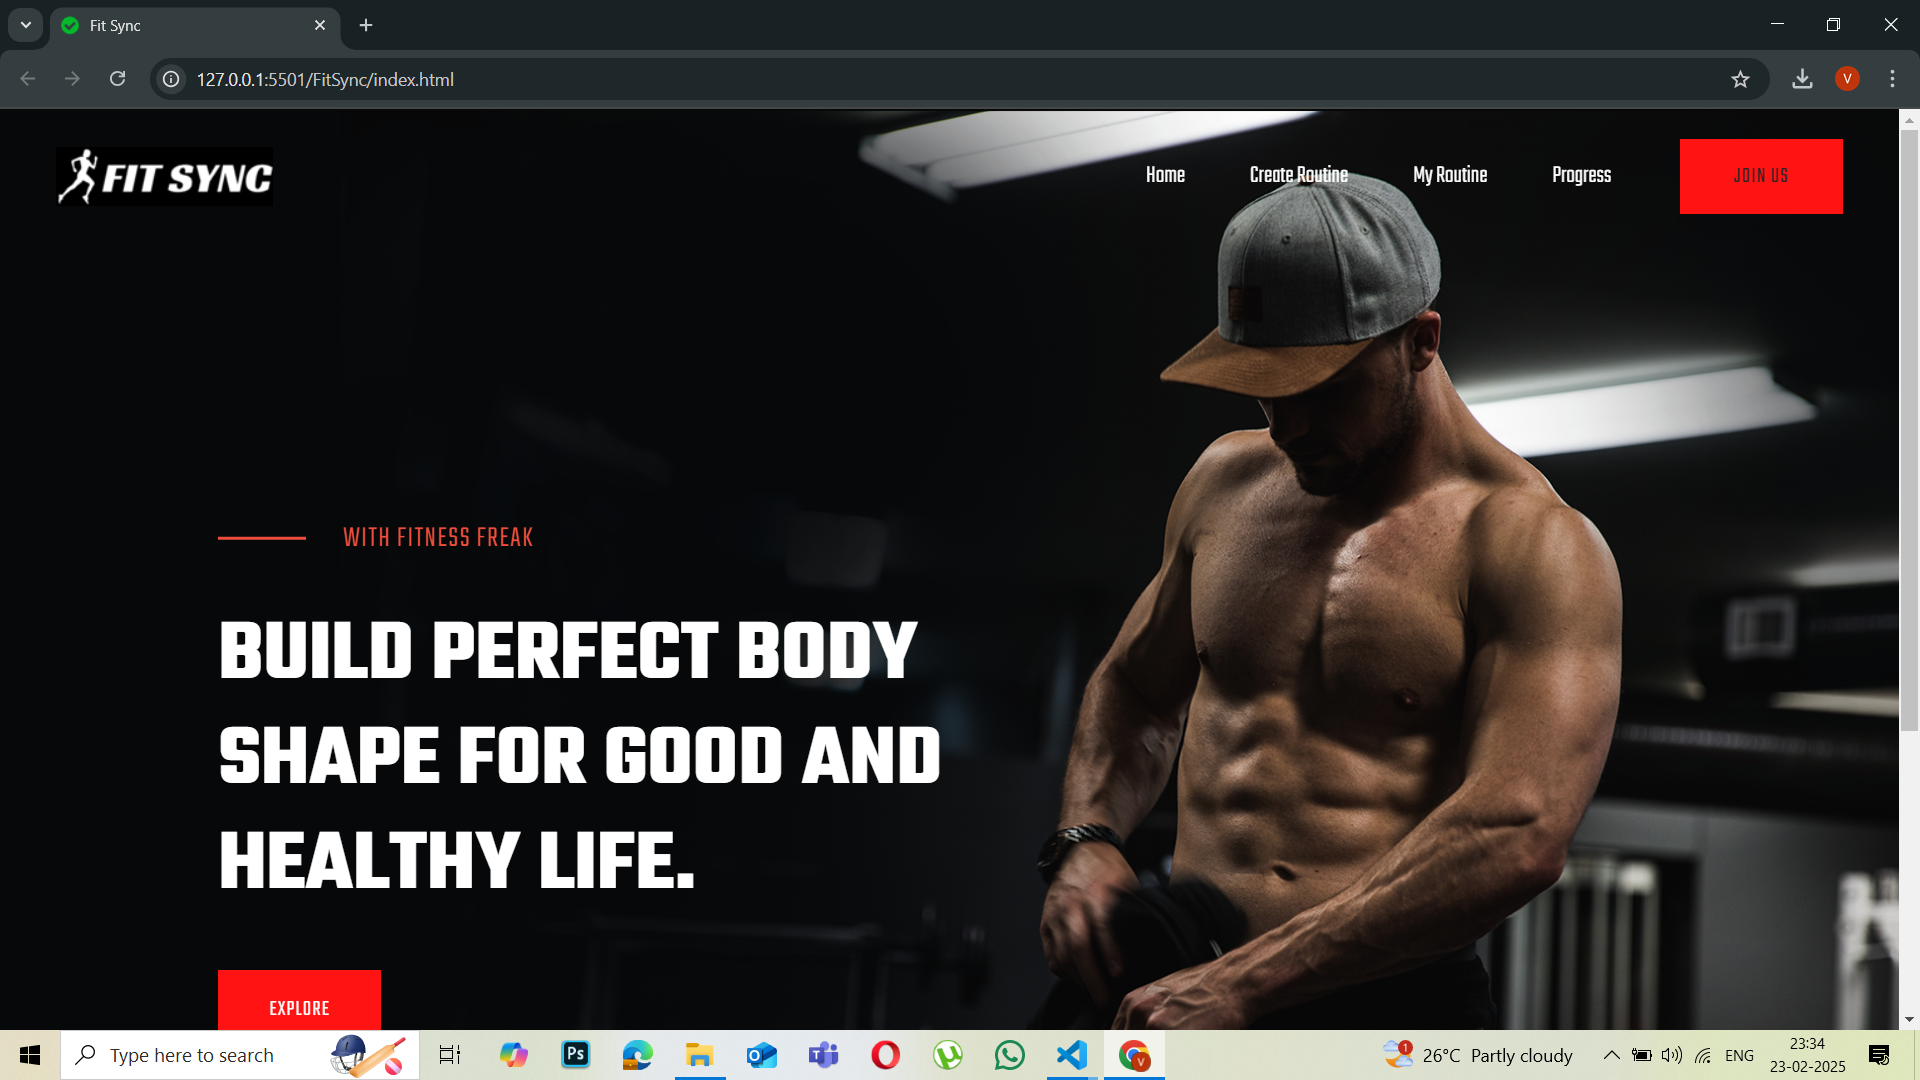 Fit Sync
127.0.0.1:5501/FitSync/index.html
V
FIT SYNC
Home
Create Routine
My Routine
Progress
JOIN US
WITH FITNESS FREAK
BUILD PERFECT BODY
SHAPE FOR GOOD AND
HEALTHY LIFE.
EXPLORE
Type here to search
Ps
V
1
26°C Partly cloudy
ENG
23:34
23-02-2025